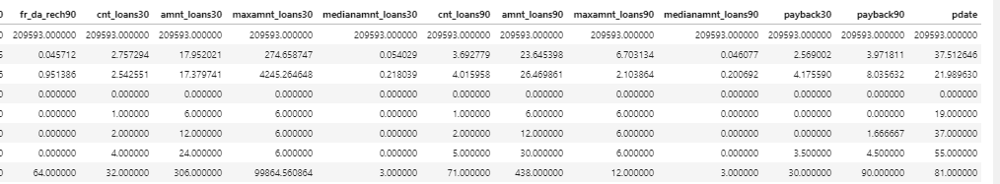 fr_da_rech90 cnt_loans30 amnt_loans30 maxamnt_loans30 medianamnt_loans30 cnt_loans90 amnt_loans90 maxamnt_loans90 medianamnt_loans90 payback30 payback90 pdate
209593.000000 209593.000000 209593.000000 209593.000000 209593.000000 209593.000000 209593.000000 209593.000000 209593.000000 209593.000000 209593.000000 209593.000000
0.045712 2.757294 17.952021 274.658747 0.054029 3.692779 23.645398 6.703134 0.046077 2.569002 3.971811 37.512646
0.951386 2.542551 17.379741 4245.264648 0.218039 4.015958 26.469861 2.103864 0.200692 4.175590 8.035632 21.989630
0.000000 0.000000 0.000000 0.000000 0.000000 0.000000 0.000000 0.000000 0.000000 0.000000 0.000000 0.000000
0.000000 1.000000 6.000000 6.000000 0.000000 1.000000 6.000000 6.000000 0.000000 0.000000 0.000000 19.000000
0.000000 2.000000 12.000000 6.000000 0.000000 2.000000 12.000000 6.000000 0.000000 0.000000 1.666667 37.000000
0.000000 4.000000 24.000000 6.000000 0.000000 5.000000 30.000000 6.000000 0.000000 3.500000 4.500000 55.000000
64.000000 32.000000 306.000000 99864.560864 3.000000 71.000000 438.000000 12.000000 3.000000 30.000000 90.000000 81.000000